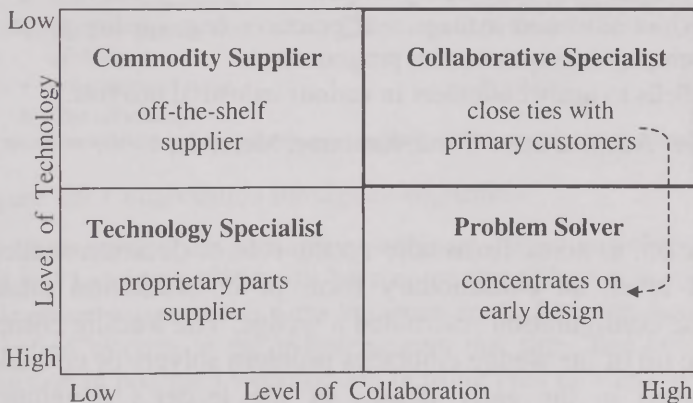 Low
Commodity Supplier
off-the-shelf
supplier
Collaborative Specialist
close ties with
primary customers
Level of Technology
Technology Specialist
proprietary parts
supplier
Problem Solver
concentrates on
early design
High
Low Level of Collaboration High